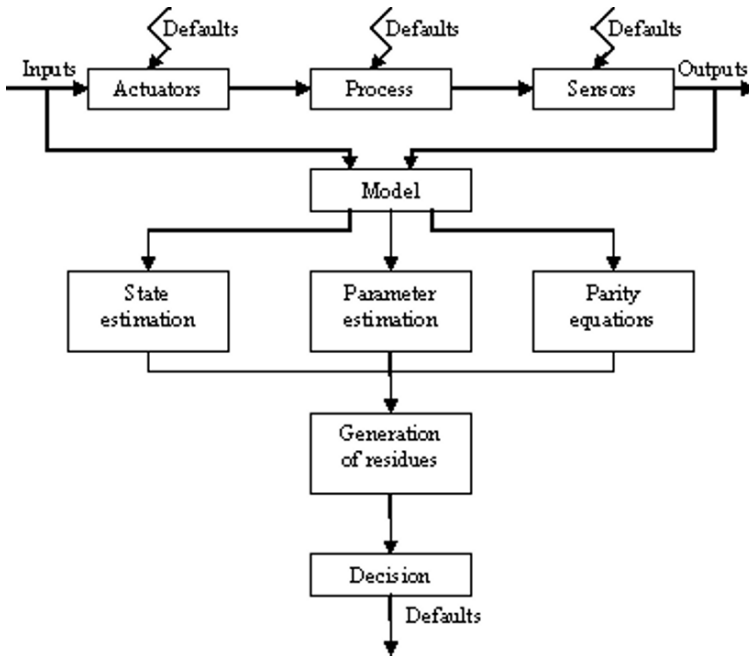 Defaults
Defaults
Defaults
Inputs
Outputs
Actuators
Process
Sensors
Model
State
estimation
Parameter
estimation
Parity
equations
Generation
of residues
Decision
Defaults